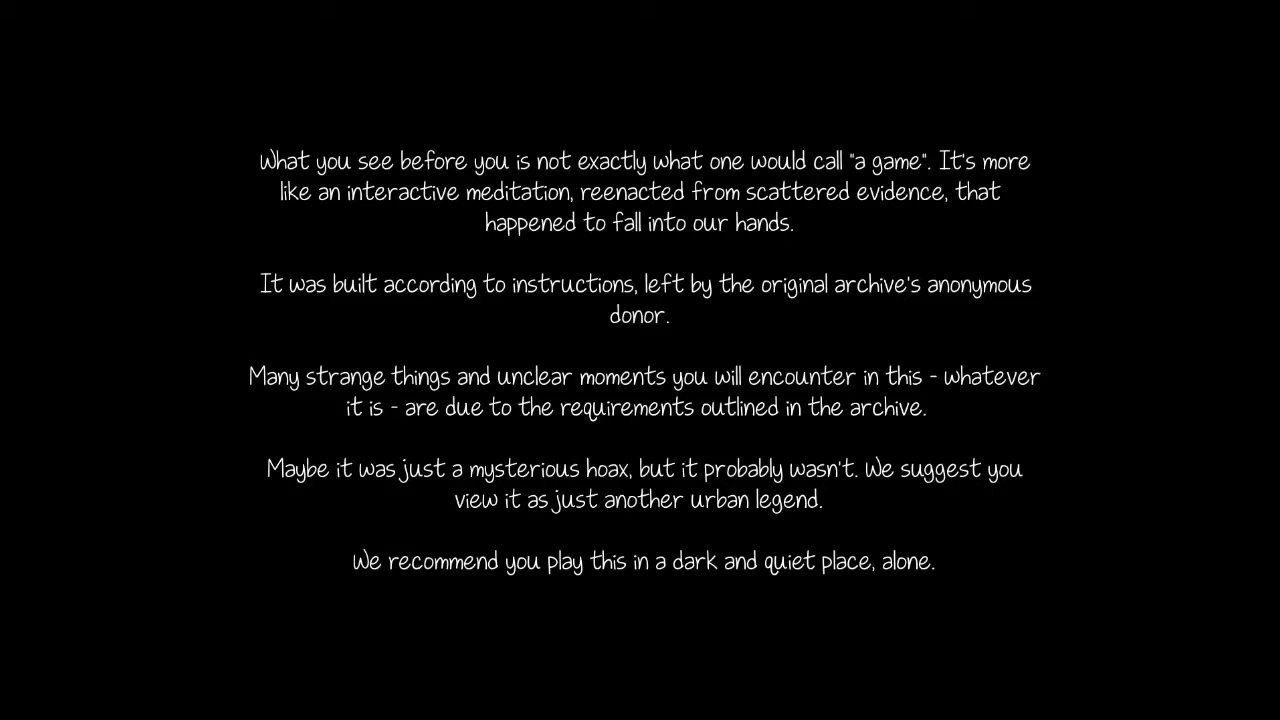 What you see before you is not exactly what one would call "a game". It's more
like an interactive meditation, reenacted from scattered evidence, that
happened to fall into our hands.
It was built according to instructions, left by the original archive's anonymous
donor.
Many strange things and unclear moments you will encounter in this - whatever
it is - are due to the requirements outlined in the archive.
Maybe it was just a mysterious hoax, but it probably wasn't. We suggest you
view it as just another urban legend.
We recommend you play this in a dark and quiet place, alone.